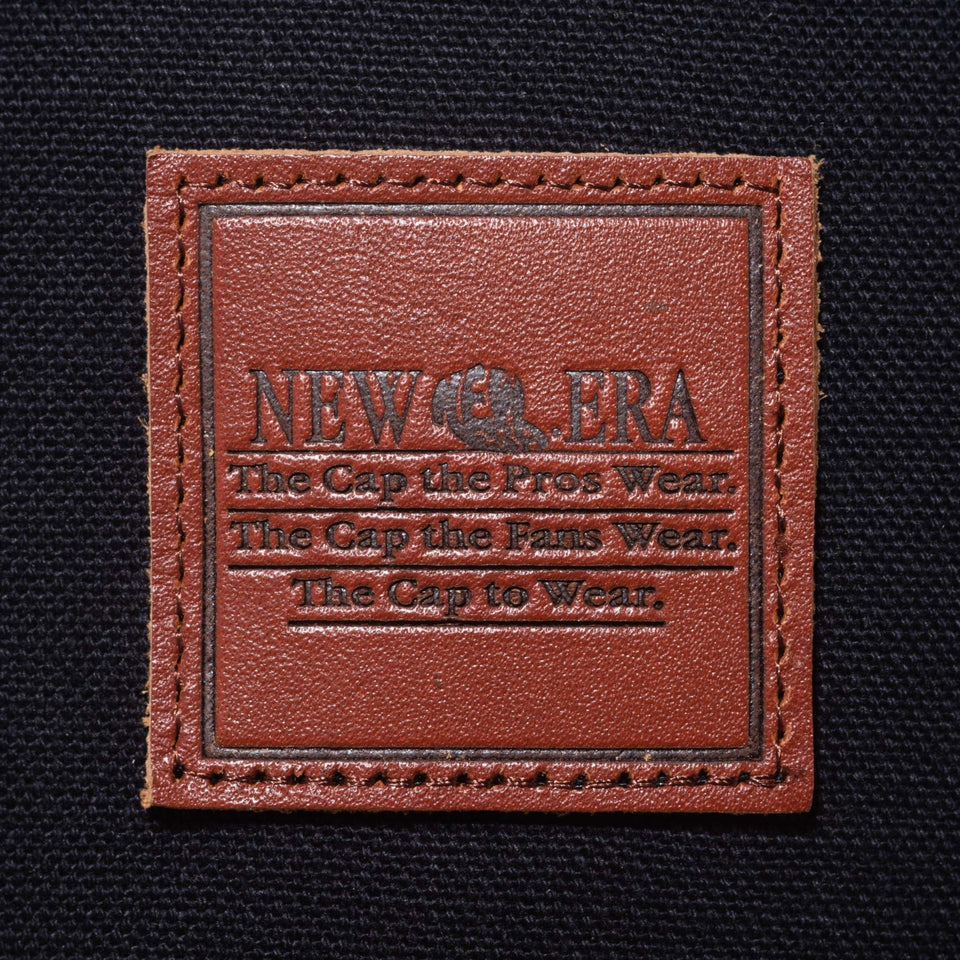 NEW E ERA
The Cap the Pros Wear.
The Cap the Fans Wear.
The Cap to Wear.